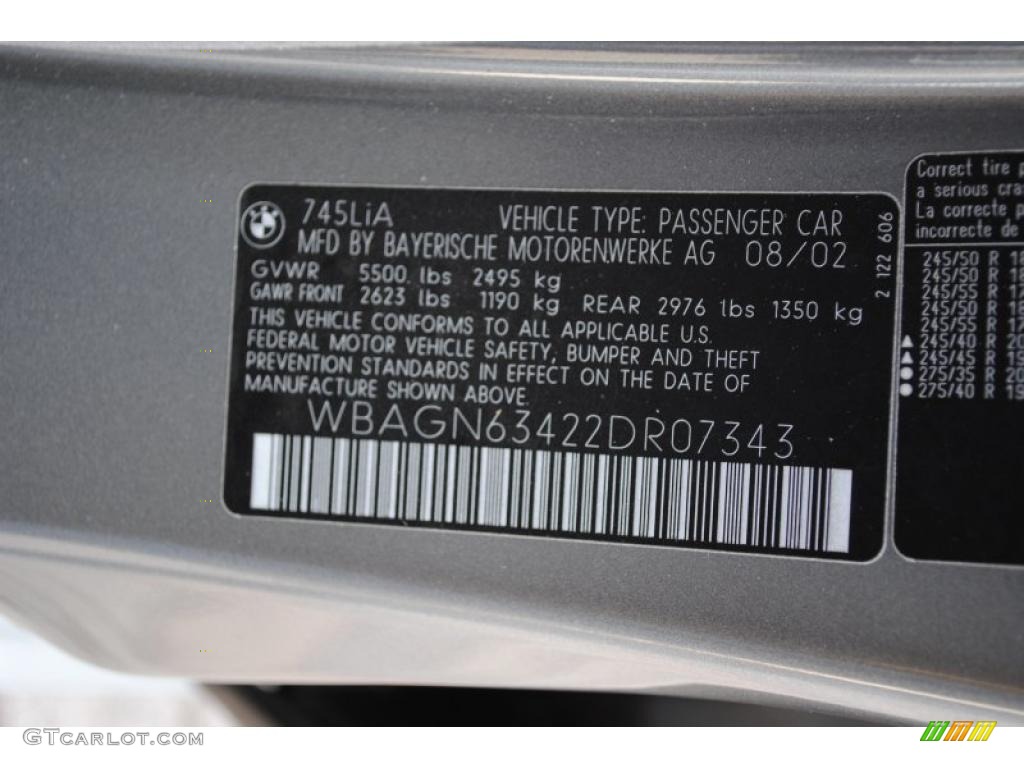 745LiA VEHICLE TYPE: PASSENGER CAR
MFD BY BAYERISCHE MOTORENWERKE AG 08/02
GVWR 5500 lbs 2495 kg
GAWR FRONT 2623 lbs 1190 kg REAR 2976 lbs 1350 kg
THIS VEHICLE CONFORMS TO ALL APPLICABLE U.S.
FEDERAL MOTOR VEHICLE SAFETY, BUMPER AND THEFT
PREVENTION STANDARDS IN EFFECT ON THE DATE OF
MANUFACTURE SHOWN ABOVE.
WBAGN63422DR07343
2 122 606
Correct tire
a serious
La correcte
incorrecte de
245/50 R
245/50 R
245/55 R
245/50 R
245/55 R
▲ 245/40 R
▲ 245/45 R
● 275/35 R
● 275/40 R
GTCarLot.com